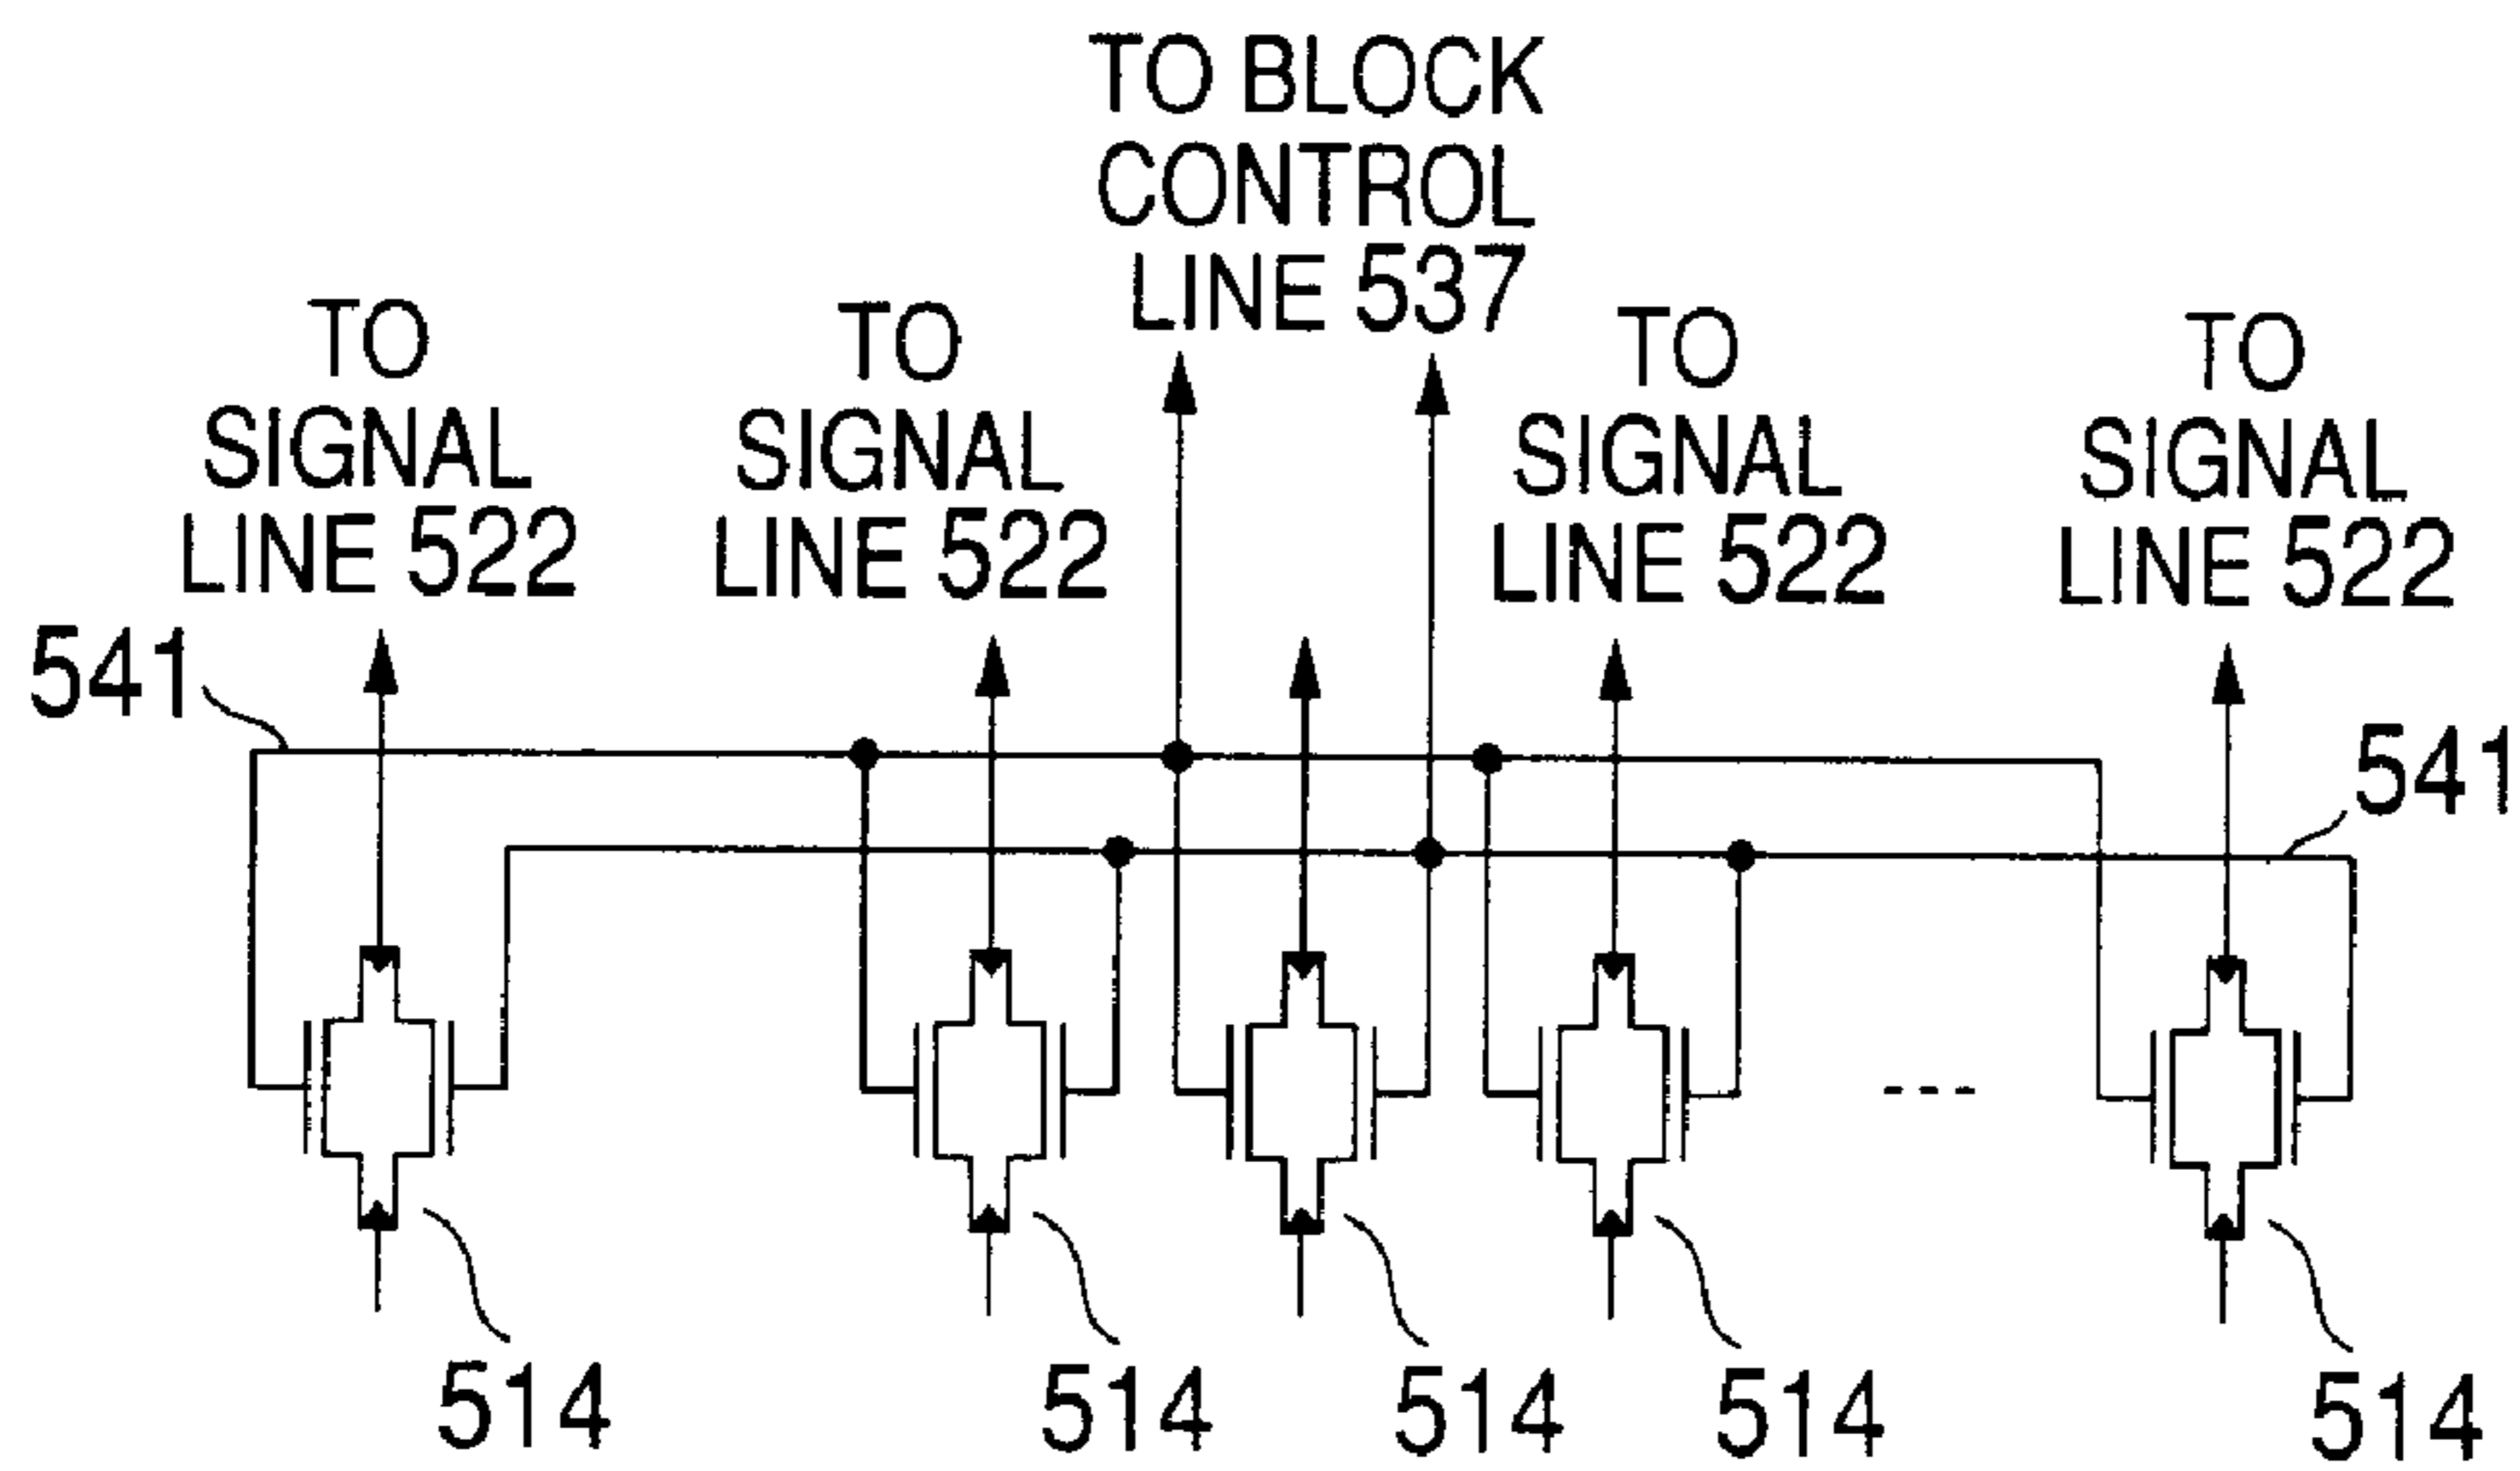 TO BLOCK
CONTROL
LINE 537
TO
SIGNAL
LINE 522
TO
SIGNAL
LINE 522
TO
SIGNAL
LINE 522
TO
SIGNAL
LINE 522
541
541
514
514
514
514
514